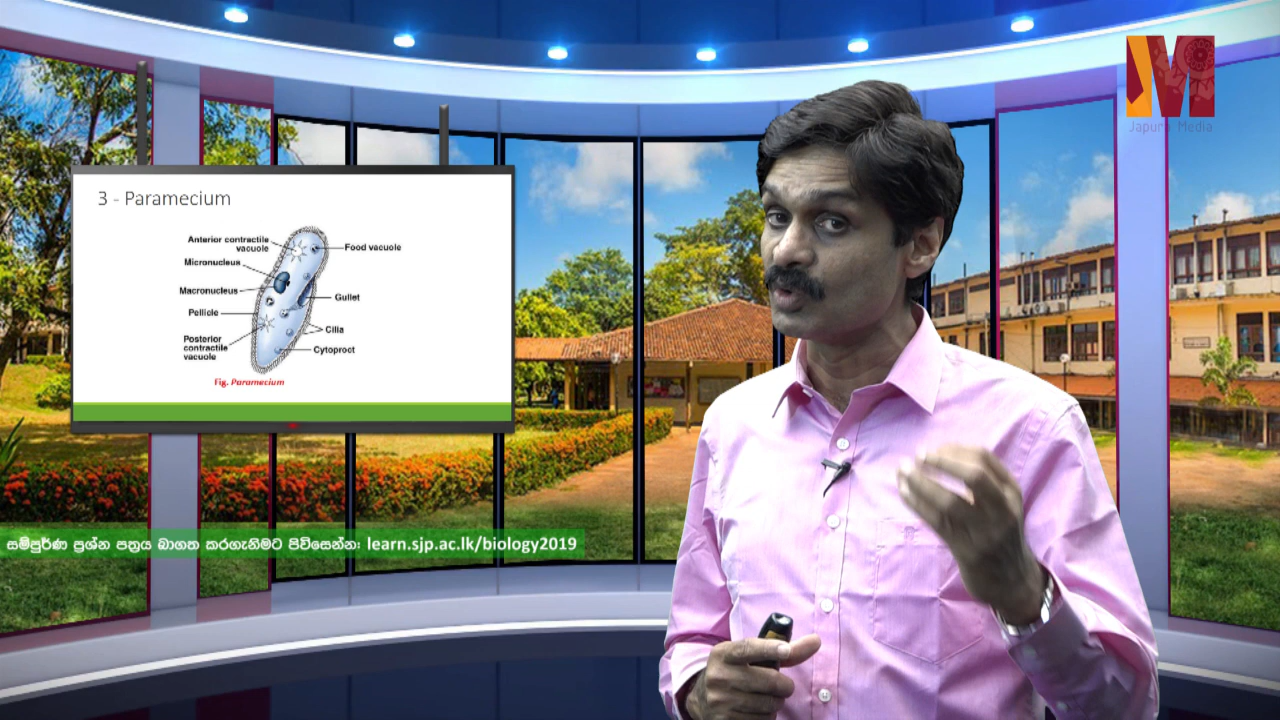 Japura Media
3 - Paramecium
Anterior contractile
vacuole
Food vacuole
Micronucleus
Macronucleus
Gullet
Pellicle
Cilia
Posterior
contractile
vacuole
Cytoproct
Fig. Paramecium
සම්පූර්ණ ප්‍රශ්න පත්‍රය බාගත කරගැනීමට පිවිසෙන්න: learn.sjp.ac.lk/biology2019